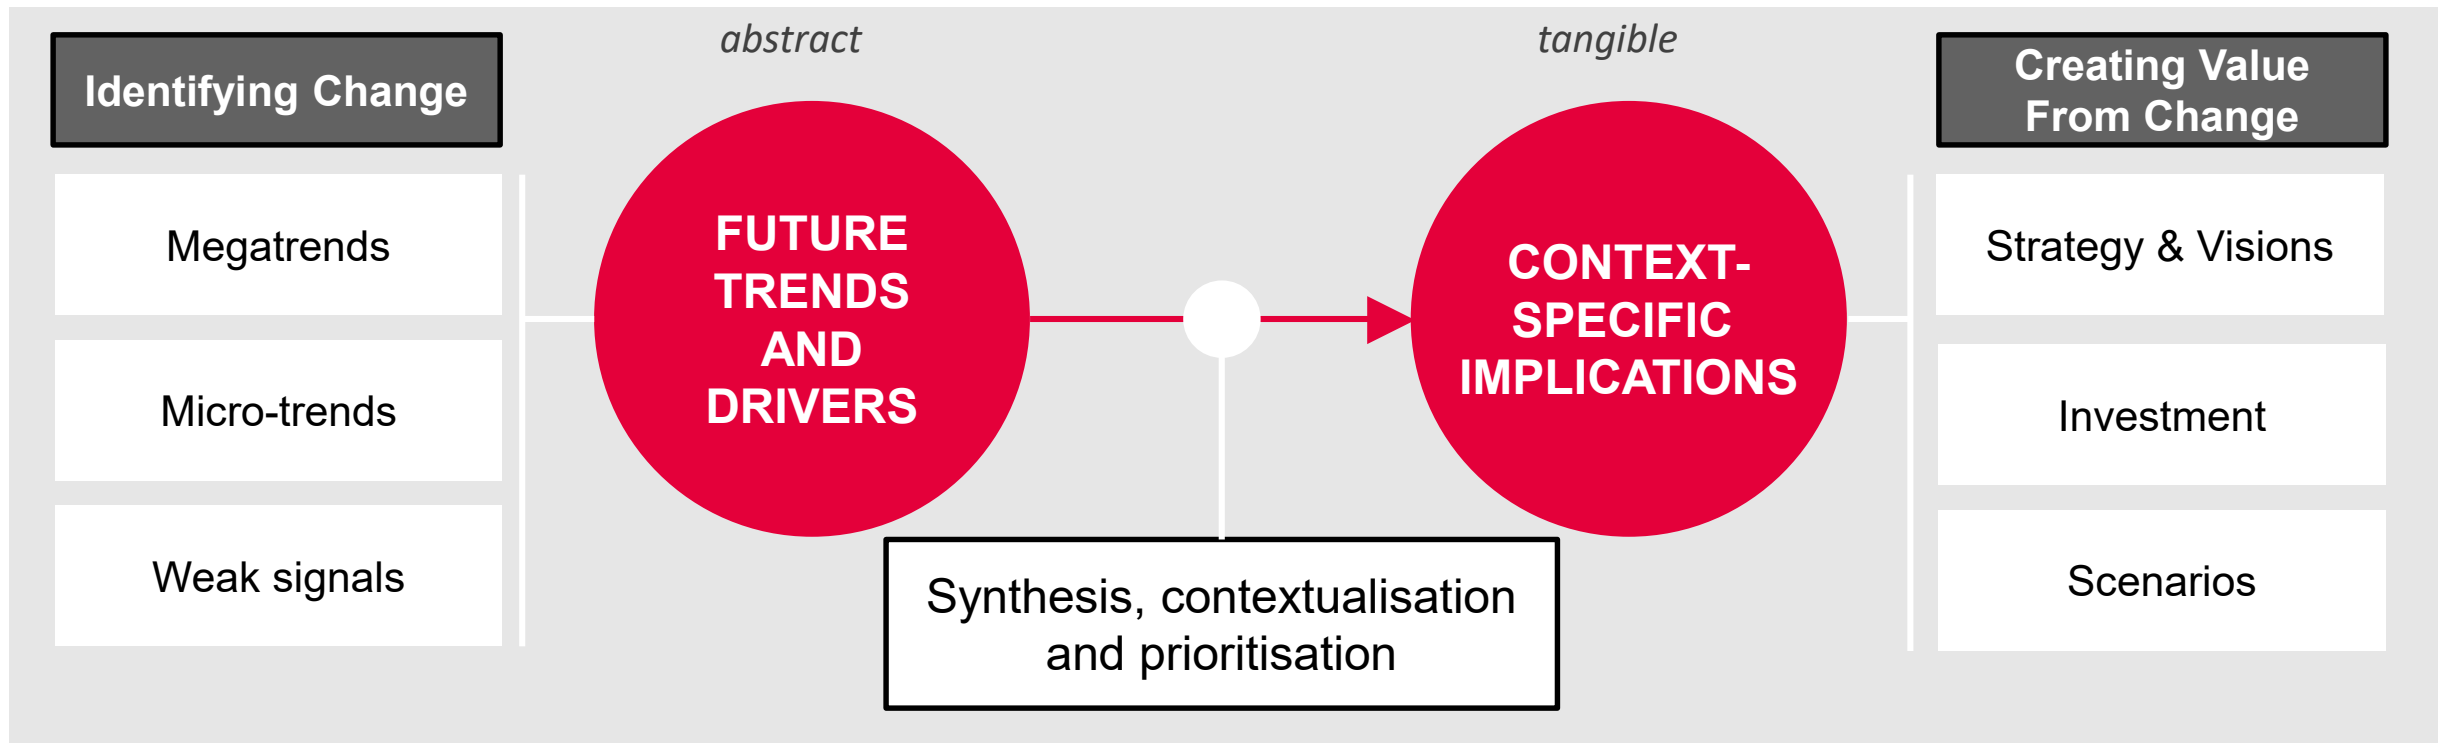 abstract
tangible
Identifying Change
Creating Value
From Change
Megatrends
Micro-trends
Weak signals
FUTURE
TRENDS
AND
DRIVERS
CONTEXT-
SPECIFIC
IMPLICATIONS
Synthesis, contextualisation
and prioritisation
Strategy & Visions
Investment
Scenarios